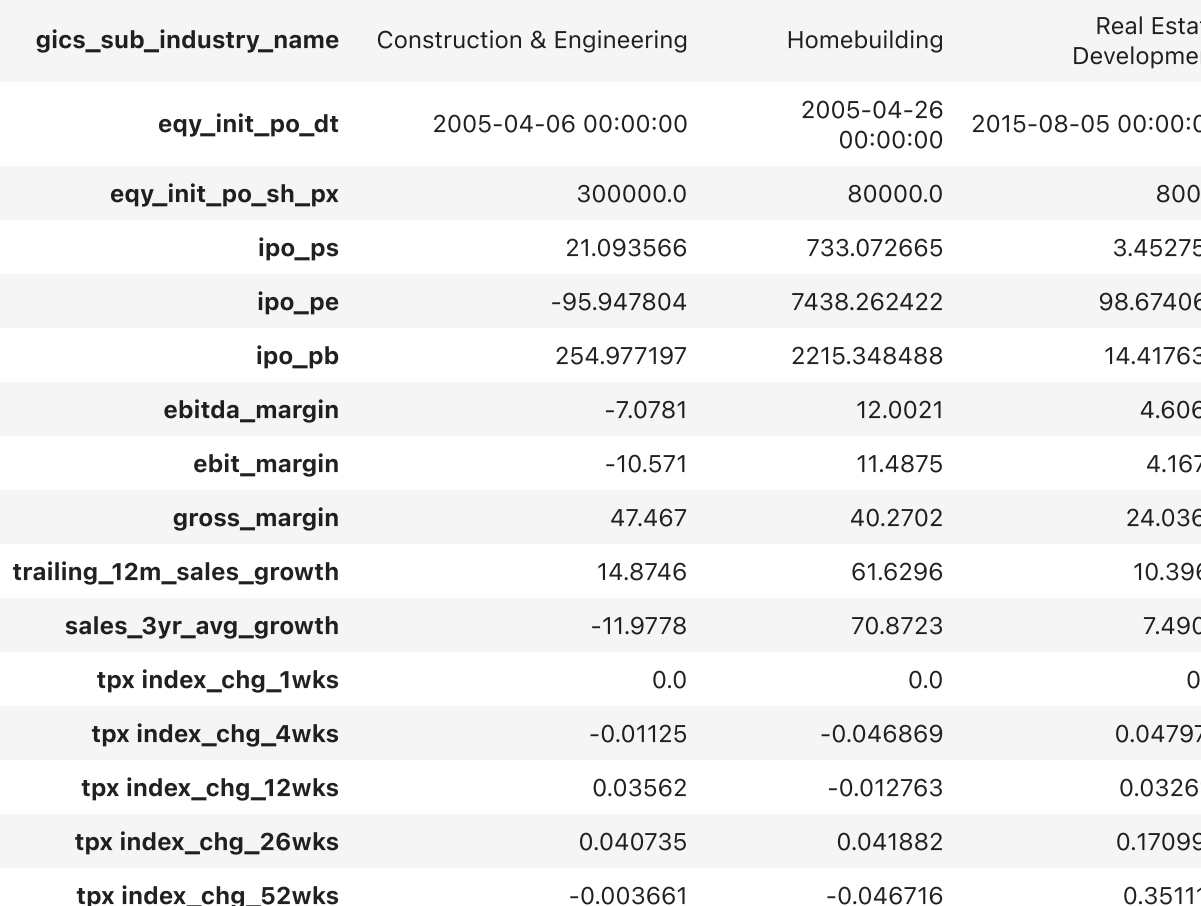 gics_sub_industry_name Construction & Engineering Homebuilding Real
eqy_init_po_dt 2005-04-06 00:00:00 2005-04-26 00:00:00 2015-08-05
eqy_init_po_sh_px 300000.0 80000.0
ipo_ps 21.093566 733.072665
ipo_pe -95.947804 7438.262422
ipo_pb 254.977197 2215.348488
ebitda_margin -7.0781 12.0021
ebit_margin -10.571 11.4875
gross_margin 47.467 40.2702
trailing_12m_sales_growth 14.8746 61.6296
sales_3yr_avg_growth -11.9778 70.8723
tpx index_chg_1wks 0.0 0.0
tpx index_chg_4wks -0.01125 -0.046869
tpx index_chg_12wks 0.03562 -0.012763
tpx index_chg_26wks 0.040735 0.041882
tpx index_chg_52wks -0.003661 -0.046716